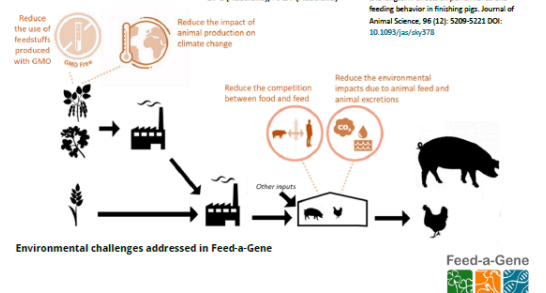 feeding behavior in finishing pigs. Journal of
Animal Science, 96 (12): 5209-5221 DOI:
10.1093/jas/sky378
Reduce
the use of
feedstuffs
produced
with GMO
GMO Free
Reduce the impact of
animal production on
climate change
Reduce the competition
between food and feed
Reduce the environmental
impacts due to animal feed and
animal excretions
CO₂
Other inputs
Environmental challenges addressed in Feed-a-Gene
Feed-a-Gene